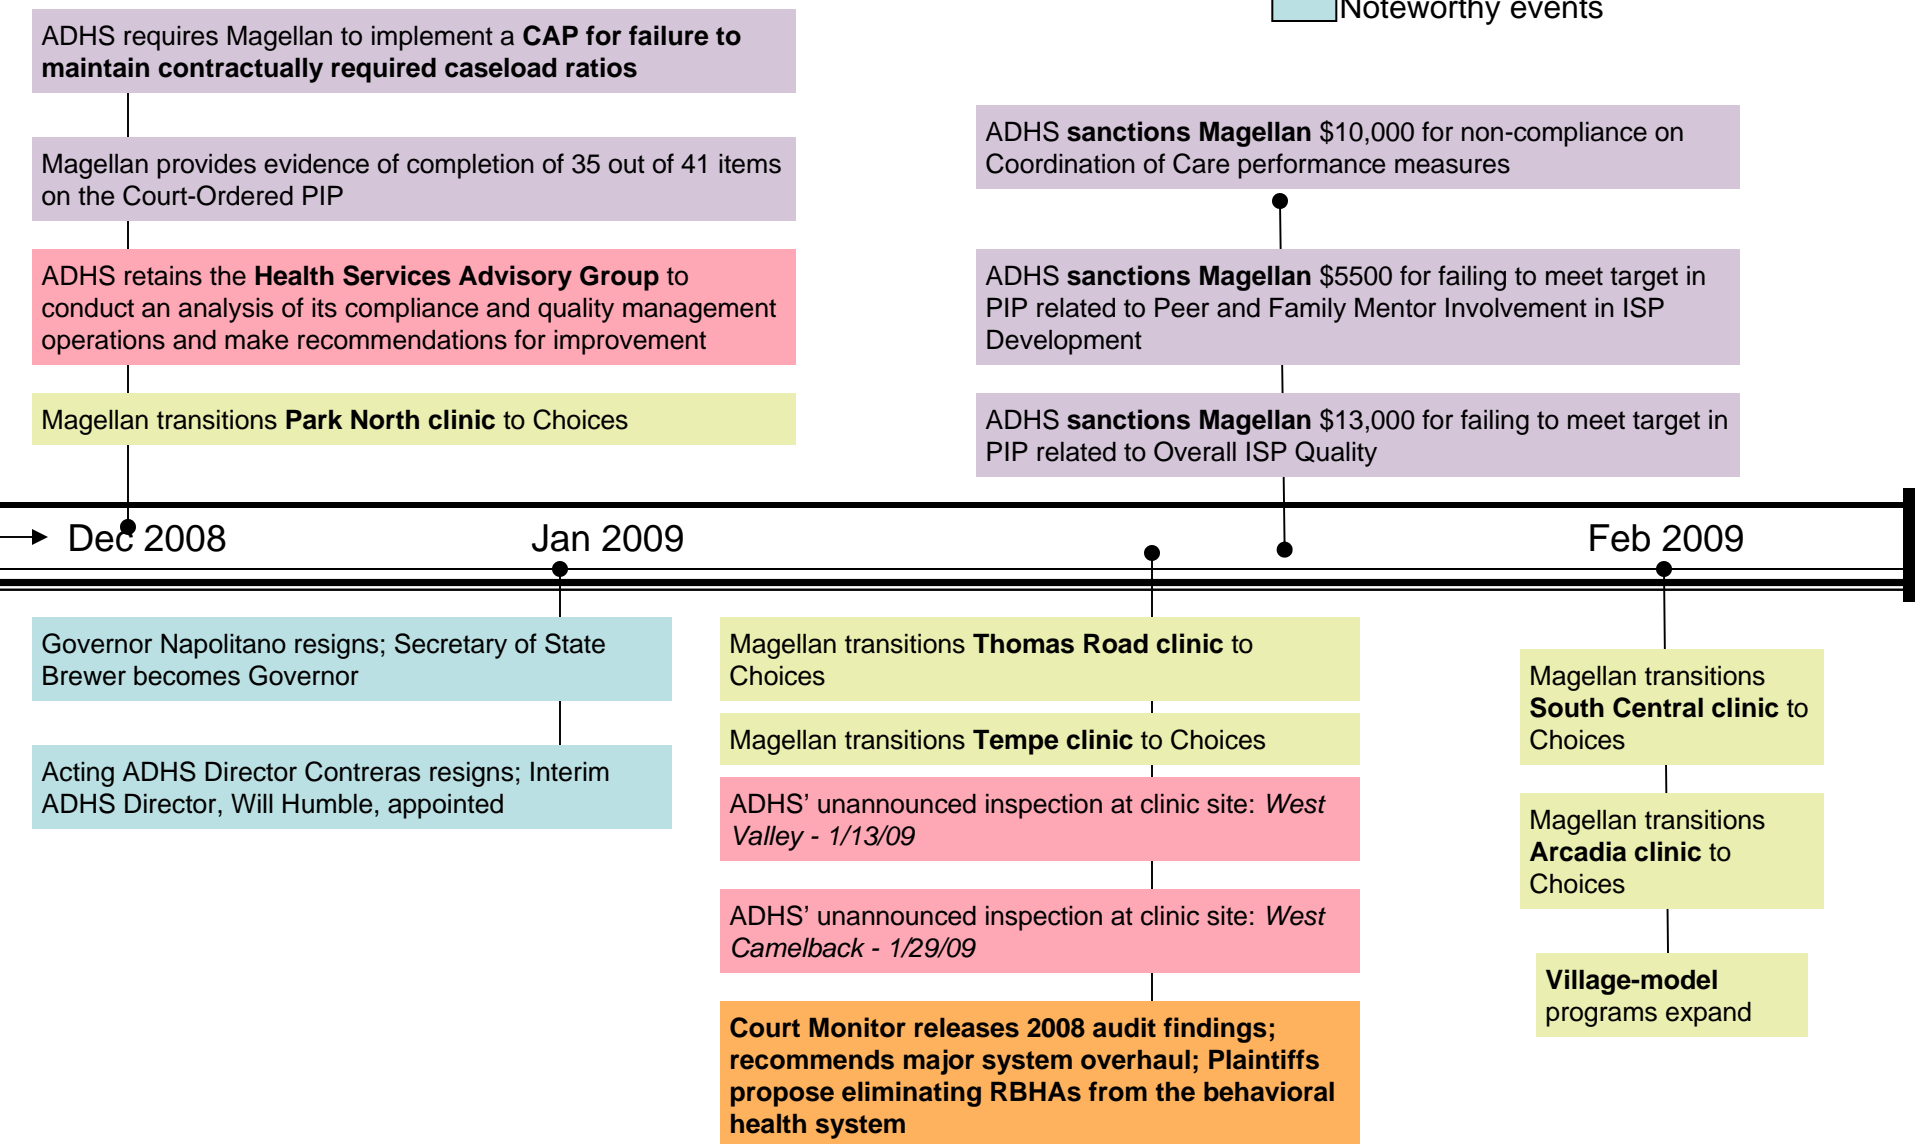 Noteworthy events
ADHS requires Magellan to implement a CAP for failure to
maintain contractually required caseload ratios
Magellan provides evidence of completion of 35 out of 41 items
on the Court-Ordered PIP
ADHS retains the Health Services Advisory Group to
conduct an analysis of its compliance and quality management
operations and make recommendations for improvement
Magellan transitions Park North clinic to Choices
ADHS sanctions Magellan $10,000 for non-compliance on
Coordination of Care performance measures
ADHS sanctions Magellan $5500 for failing to meet target in
PIP related to Peer and Family Mentor Involvement in ISP
Development
ADHS sanctions Magellan $13,000 for failing to meet target in
PIP related to Overall ISP Quality
Dec 2008
Jan 2009
Feb 2009
Governor Napolitano resigns; Secretary of State
Brewer becomes Governor
Acting ADHS Director Contreras resigns; Interim
ADHS Director, Will Humble, appointed
Magellan transitions Thomas Road clinic to
Choices
Magellan transitions Tempe clinic to Choices
ADHS’ unannounced inspection at clinic site: West
Valley - 1/13/09
ADHS’ unannounced inspection at clinic site: West
Camelback - 1/29/09
Court Monitor releases 2008 audit findings;
recommends major system overhaul; Plaintiffs
propose eliminating RBHAs from the behavioral
health system
Magellan transitions
South Central clinic to
Choices
Magellan transitions
Arcadia clinic to
Choices
Village-model
programs expand